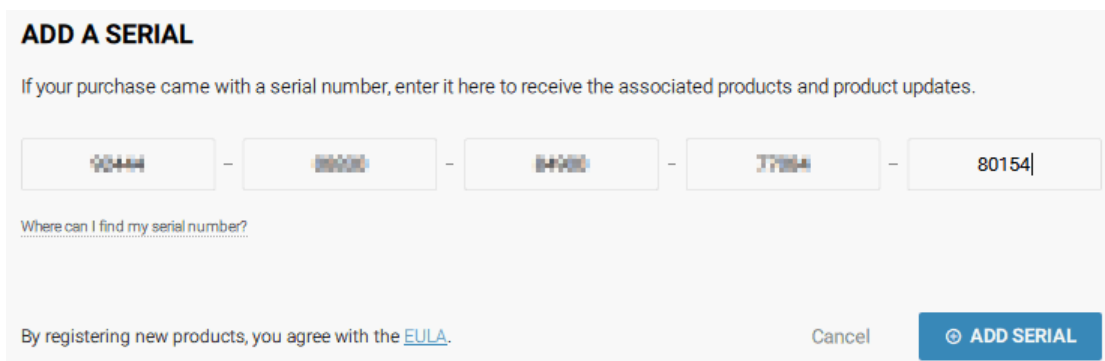 ADD A SERIAL
If your purchase came with a serial number, enter it here to receive the associated products and product updates.
– – – – 80154
Where can I find my serial number?
By registering new products, you agree with the EULA. Cancel ADD SERIAL